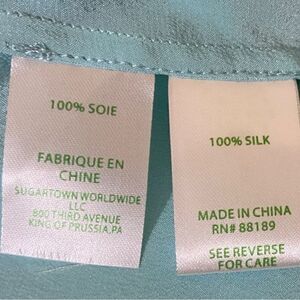 100% SOIE
FABRIQUE EN
CHINE
SUGARTOWN WORLDWIDE
LLC
800 THIRD AVENUE
KING OF PRUSSIA,PA
100% SILK
MADE IN CHINA
RN# 88189
SEE REVERSE
FOR CARE